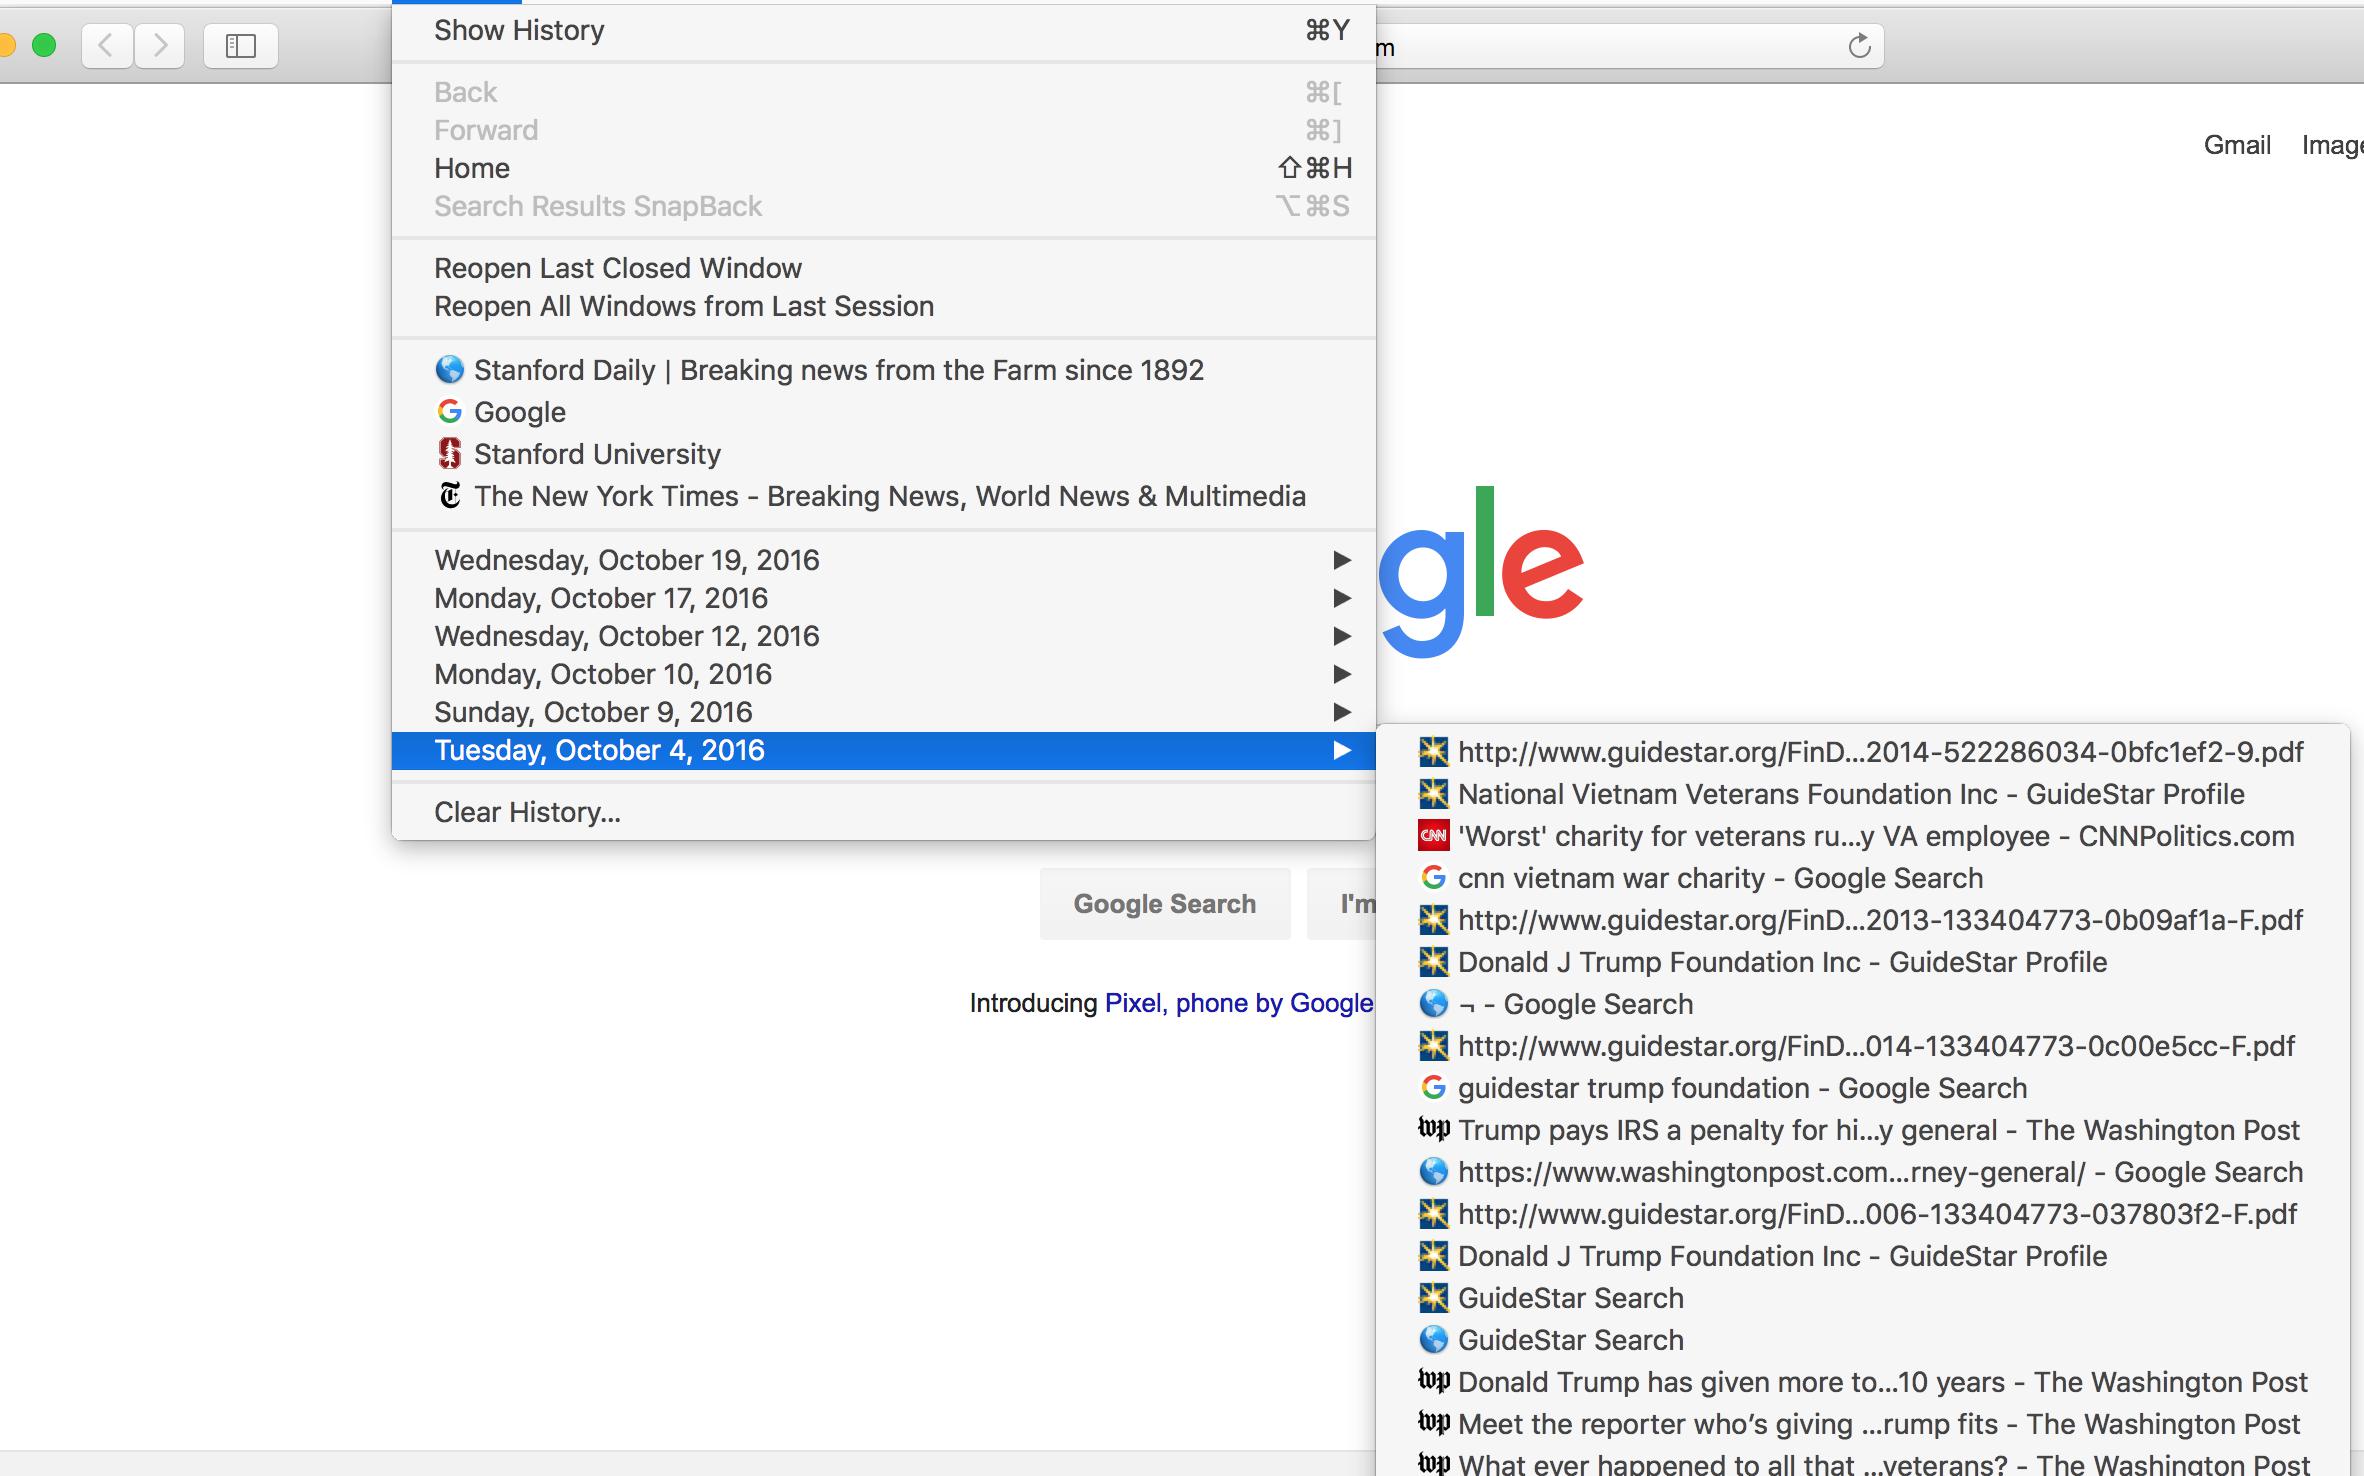 Show History ⌘Y
m
Back ⌘[
Forward ⌘]
Home ⇧⌘H
Search Results SnapBack ⌥⌘S
Gmail Image
Reopen Last Closed Window
Reopen All Windows from Last Session
Stanford Daily | Breaking news from the Farm since 1892
Google
Stanford University
The New York Times - Breaking News, World News & Multimedia
gle
Wednesday, October 19, 2016
Monday, October 17, 2016
Wednesday, October 12, 2016
Monday, October 10, 2016
Sunday, October 9, 2016
Tuesday, October 4, 2016
Clear History...
Google Search I'm
Introducing Pixel, phone by Google
http://www.guidestar.org/FinD...2014-522286034-0bfc1ef2-9.pdf
National Vietnam Veterans Foundation Inc - GuideStar Profile
CNN 'Worst' charity for veterans ru...y VA employee - CNNPolitics.com
cnn vietnam war charity - Google Search
http://www.guidestar.org/FinD...2013-133404773-0b09af1a-F.pdf
Donald J Trump Foundation Inc - GuideStar Profile
¬ - Google Search
http://www.guidestar.org/FinD...014-133404773-0c00e5cc-F.pdf
guidestar trump foundation - Google Search
wp Trump pays IRS a penalty for hi...y general - The Washington Post
https://www.washingtonpost.com...rney-general/ - Google Search
http://www.guidestar.org/FinD...006-133404773-037803f2-F.pdf
Donald J Trump Foundation Inc - GuideStar Profile
GuideStar Search
GuideStar Search
wp Donald Trump has given more to...10 years - The Washington Post
wp Meet the reporter who’s giving ...rump fits - The Washington Post
wp What ever happened to all that ...veterans? - The Washington Post